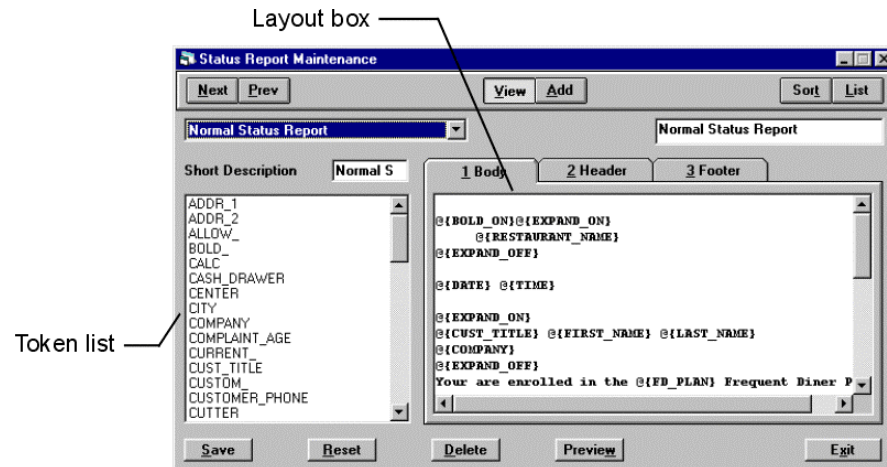 Layout box
Status Report Maintenance
Next Prev View Add Sort List
Normal Status Report Normal Status Report
Short Description Normal S
1 Body 2 Header 3 Footer
ADDR_1
ADDR_2
ALLOW_
BOLD_
CALC
CASH_DRAWER
CENTER
CITY
COMPANY
COMPLAINT_AGE
CURRENT_
CUST_TITLE
CUSTOM_
CUSTOMER_PHONE
CUTTER
@{BOLD_ON}@{EXPAND_ON}
@{RESTAURANT_NAME}
@{EXPAND_OFF}
@{DATE} @{TIME}
@{EXPAND_ON}
@{CUST_TITLE} @{FIRST_NAME} @{LAST_NAME}
@{COMPANY}
@{EXPAND_OFF}
Your are enrolled in the @{FD_PLAN} Frequent Diner P
Token list
Save Reset Delete Preview Exit